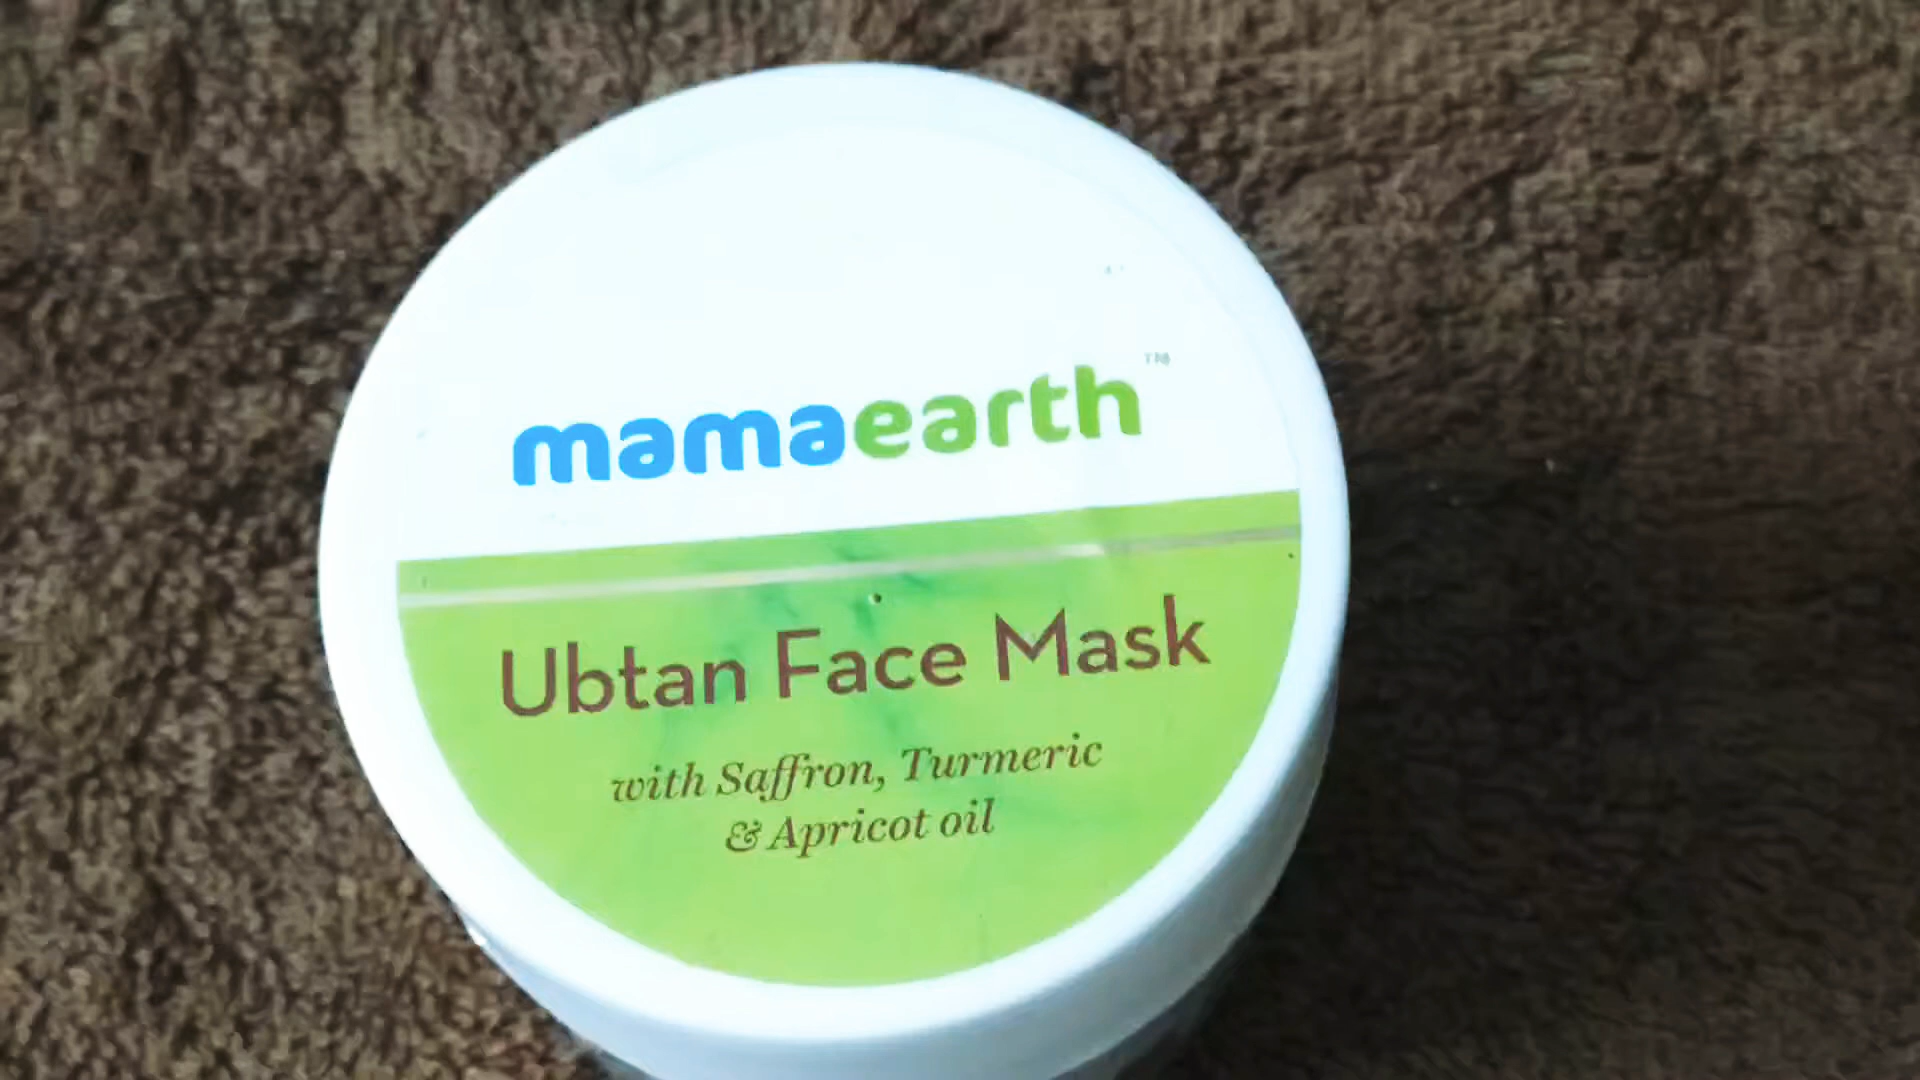 mamaearth™
Ubtan Face Mask
with Saffron, Turmeric
& Apricot oil